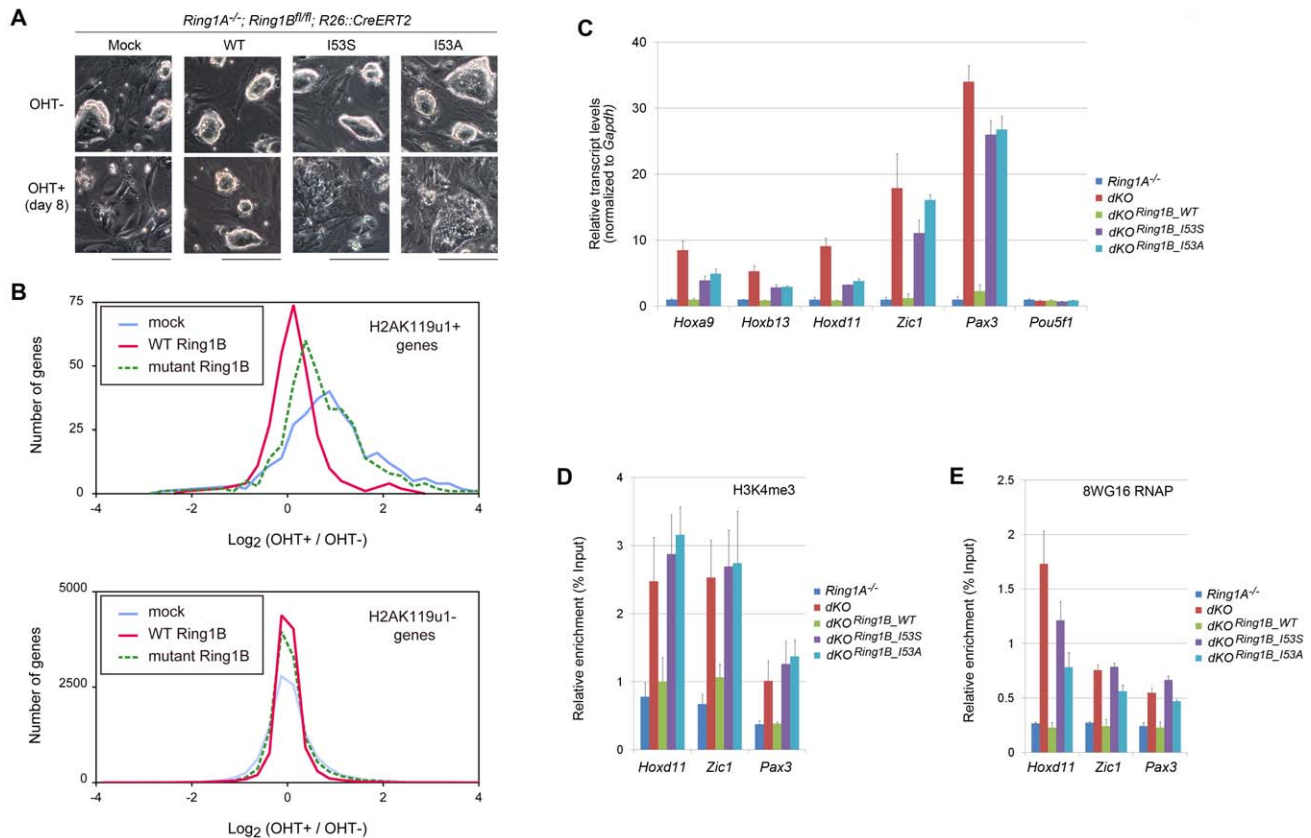 A
Ring1A-/-; Ring1Bfl/fl; R26::CreERT2
Mock WT I53S I53A
OHT-
OHT+
(day 8)
B
75
50
25
0
Number of genes
mock
WT Ring1B
mutant Ring1B
H2AK119u1+
genes
-4 -2 0 2 4
Log2 (OHT+ / OHT-)
5000
2500
0
Number of genes
mock
WT Ring1B
mutant Ring1B
H2AK119u1-
genes
-4 -2 0 2 4
Log2 (OHT+ / OHT-)
C
40
30
20
10
0
Relative transcript levels
(normalized to Gapdh)
Hoxa9 Hoxb13 Hoxd11 Zic1 Pax3 Pou5f1
Ring1A-/-
dKO
dKORing1B_WT
dKORing1B_I53S
dKORing1B_I53A
D
H3K4me3
4
3
2
1
0
Relative enrichment (% Input)
Hoxd11 Zic1 Pax3
Ring1A-/-
dKO
dKORing1B_WT
dKORing1B_I53S
dKORing1B_I53A
E
8WG16 RNAP
2.5
2
1.5
1
0.5
0
Relative enrichment (% Input)
Hoxd11 Zic1 Pax3
Ring1A-/-
dKO
dKORing1B_WT
dKORing1B_I53S
dKORing1B_I53A